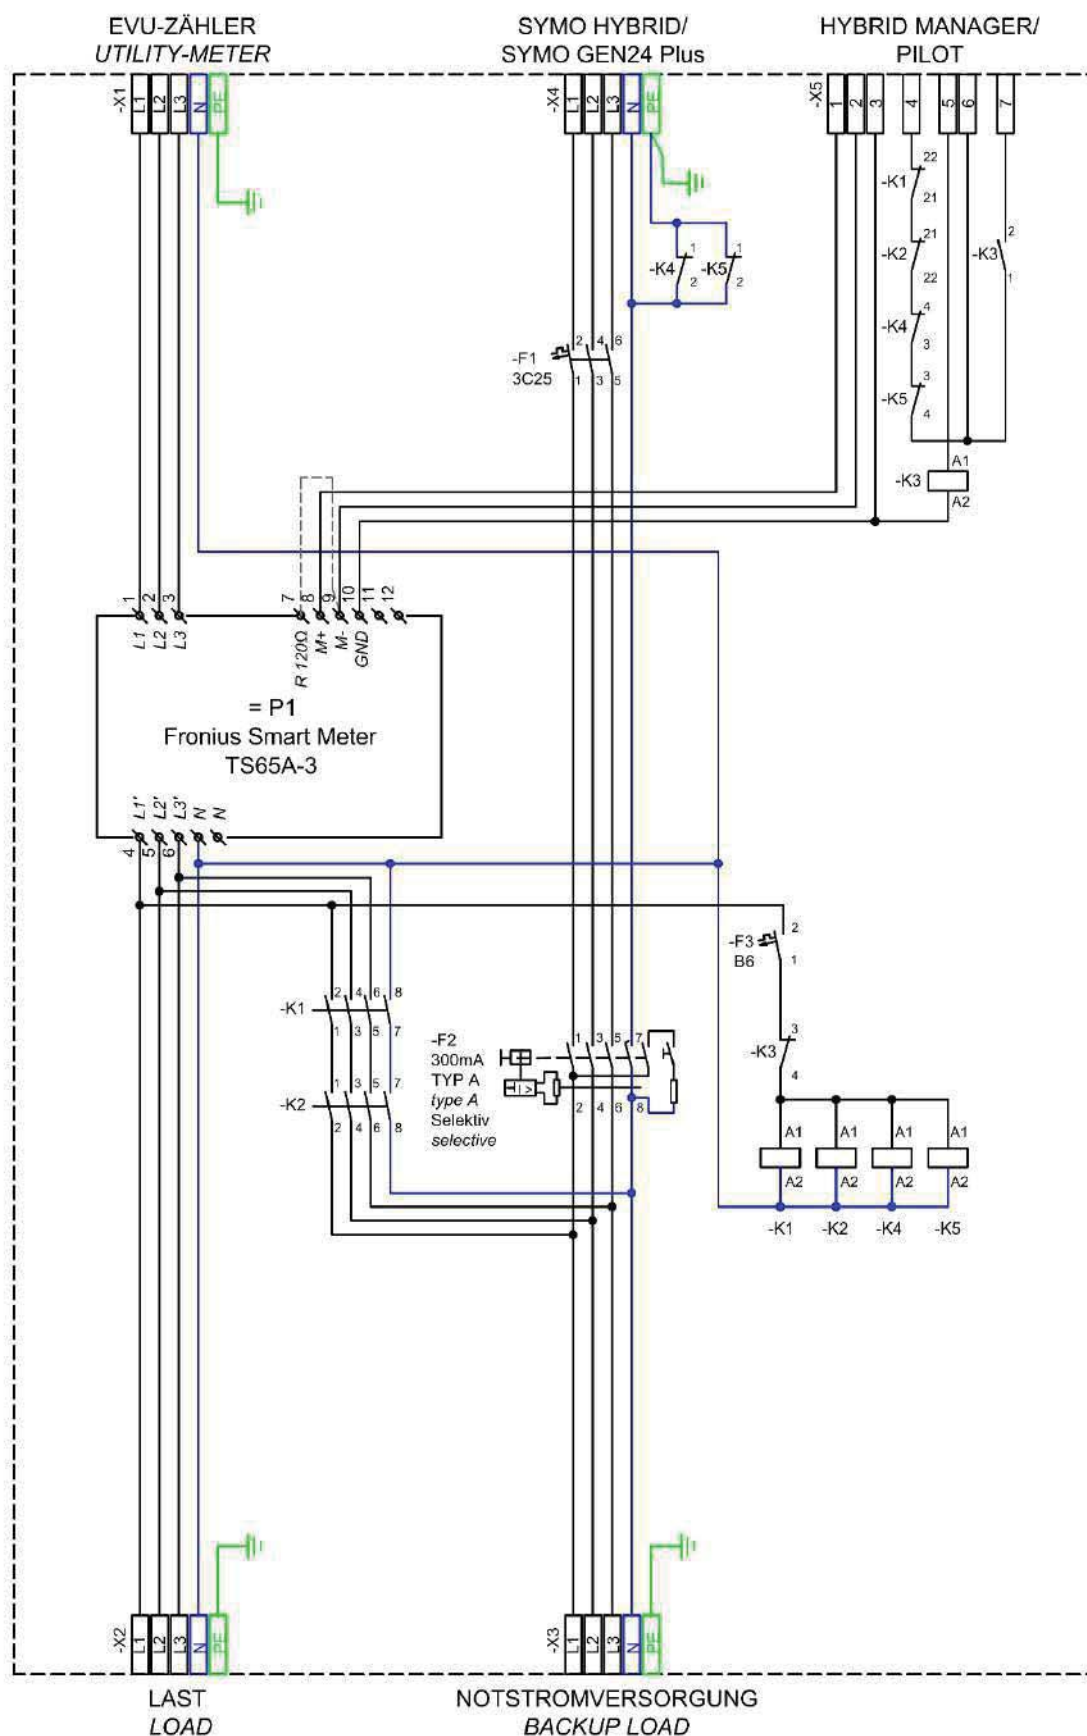 EVU-ZÄHLER
UTILITY-METER
SYMO HYBRID/
SYMO GEN24 Plus
HYBRID MANAGER/
PILOT
-X1
L1
L2
L3
N
PE
-X4
L1
L2
L3
N
PE
-X5
1
2
3
4
5
6
7
22
-K1
21
21
-K2
22
4
-K4
3
3
-K5
4
2
-K3
1
1
-K4
2
1
-K5
2
-F1
3C25
2
4
6
1
3
5
A1
-K3
A2
1
2
3
7
8
9
10
11
12
L1
L2
L3
R 120Ω
M+
M-
GND
= P1
Fronius Smart Meter
TS65A-3
L1'
L2'
L3'
N
N
4
5
6
-F3
B6
2
1
-K1
2
4
6
8
1
3
5
7
-K2
1
3
5
7
2
4
6
8
-F2
300mA
TYP A
type A
Selektiv
selective
1
3
5
7
2
4
6
8
I>
-K3
3
4
A1
A1
A1
A1
A2
A2
A2
A2
-K1
-K2
-K4
-K5
-X2
L1
L2
L3
N
PE
-X3
L1
L2
L3
N
PE
LAST
LOAD
NOTSTROMVERSORGUNG
BACKUP LOAD